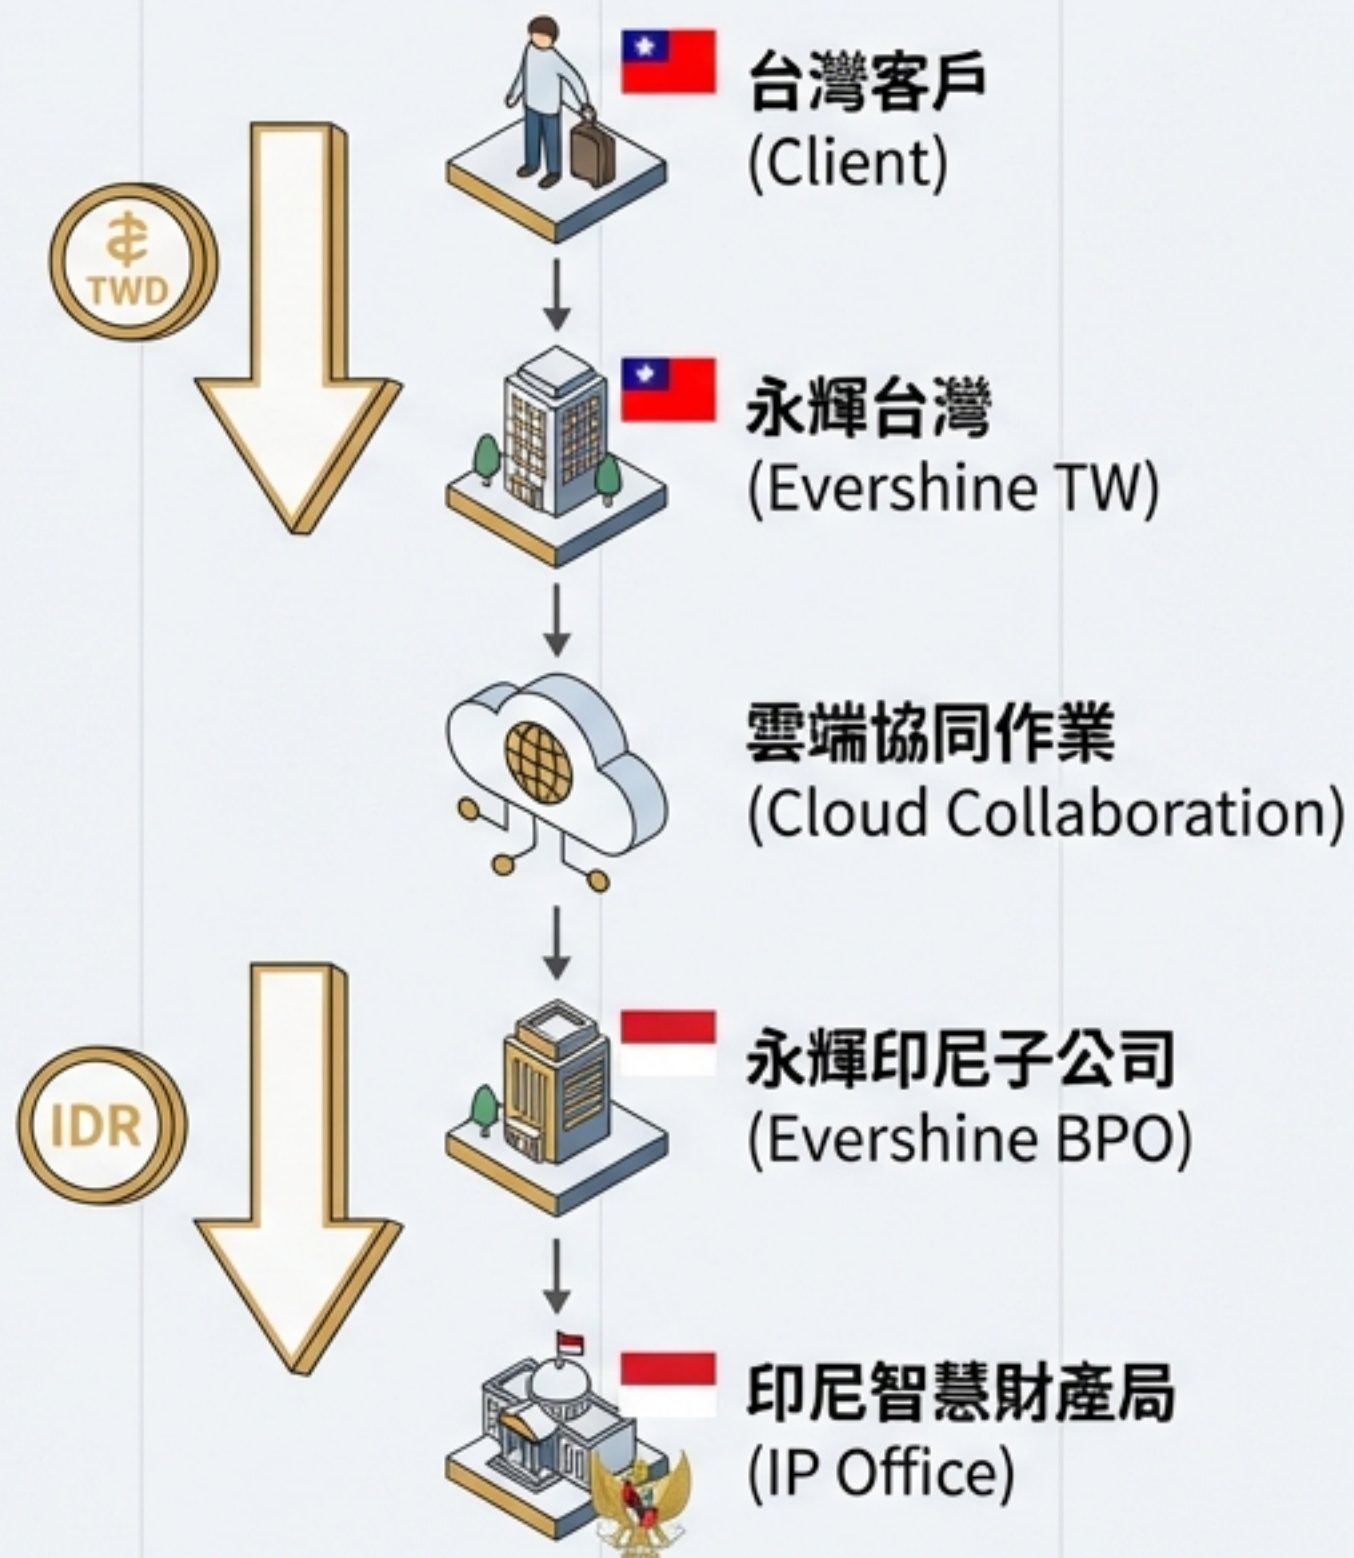 台灣客戶
(Client)
TWD
永輝台灣
(Evershine TW)
雲端協同作業
(Cloud Collaboration)
永輝印尼子公司
(Evershine BPO)
IDR
印尼智慧財產局
(IP Office)